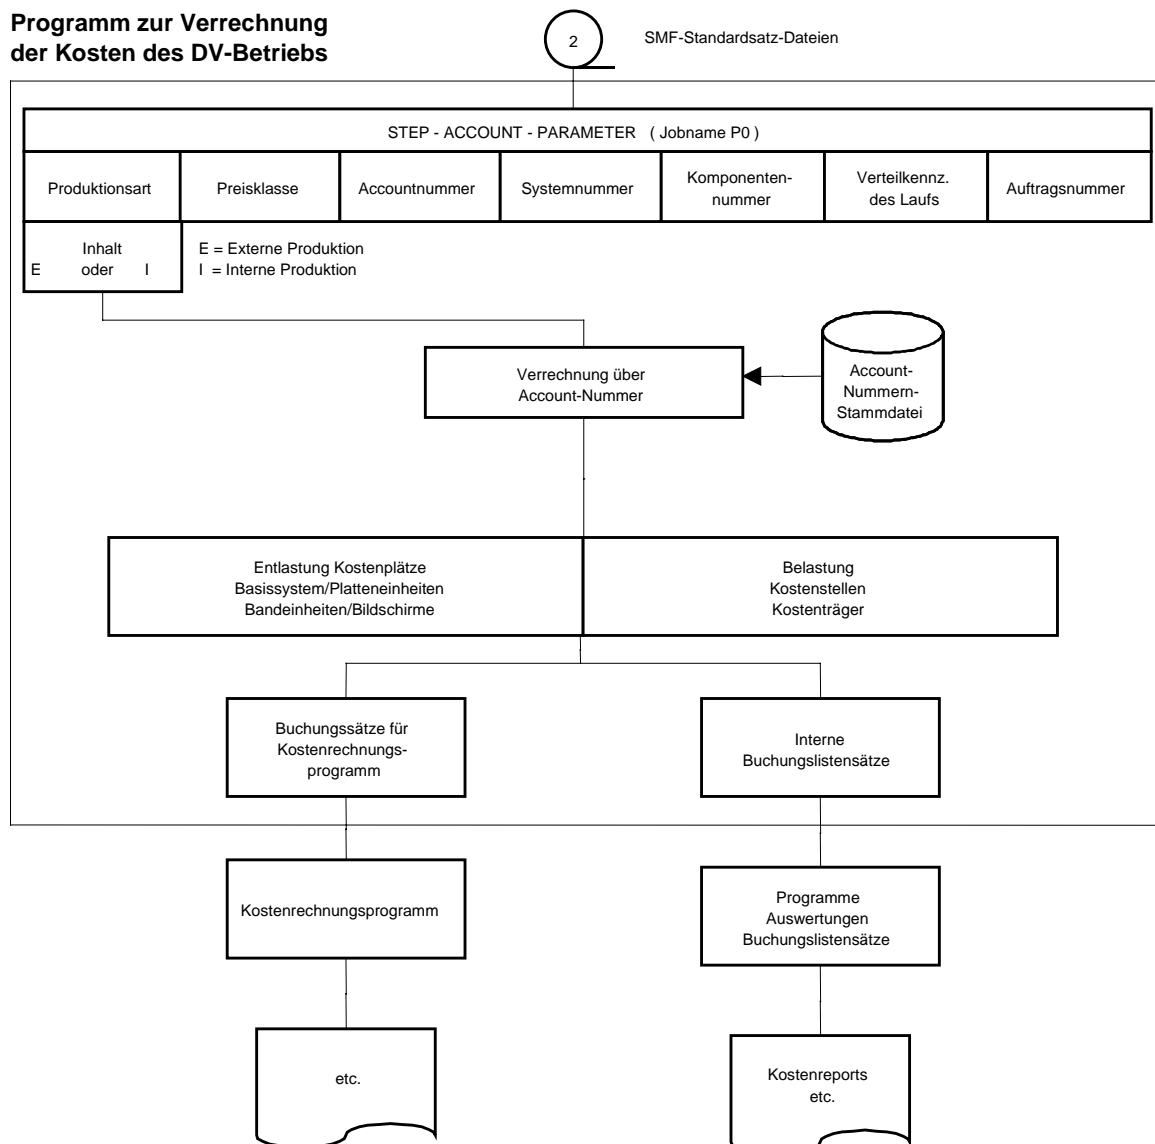 Programm zur Verrechnung
der Kosten des DV-Betriebs
2
SMF-Standardsatz-Dateien
STEP - ACCOUNT - PARAMETER ( Jobname P0 )
Produktionsart
Preisklasse
Accountnummer
Systemnummer
Komponenten-
nummer
Verteilkennz.
des Laufs
Auftragsnummer
Inhalt
E oder I
E = Externe Produktion
I = Interne Produktion
Verrechnung über
Account-Nummer
Account-
Nummern-
Stammdatei
Entlastung Kostenplätze
Basissystem/Platteneinheiten
Bandeinheiten/Bildschirme
Belastung
Kostenstellen
Kostenträger
Buchungssätze für
Kostenrechnungs-
programm
Interne
Buchungslistensätze
Kostenrechnungsprogramm
Programme
Auswertungen
Buchungslistensätze
etc.
Kostenreports
etc.